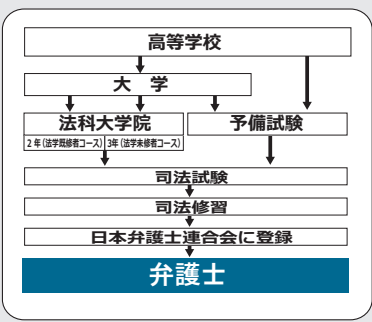 高等学校
大 学
法科大学院 予備試験
2年(法学既修者コース) 3年(法学未修者コース)
司法試験
司法修習
日本弁護士連合会に登録
弁護士